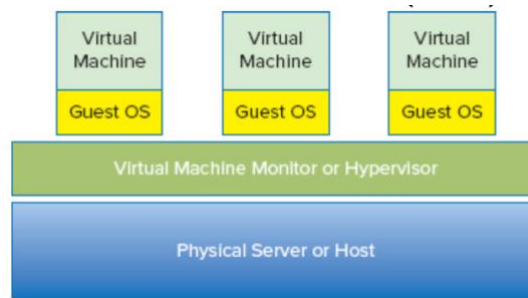 Virtual Machine Virtual Machine Virtual Machine
Guest OS Guest OS Guest OS
Virtual Machine Monitor or Hypervisor
Physical Server or Host